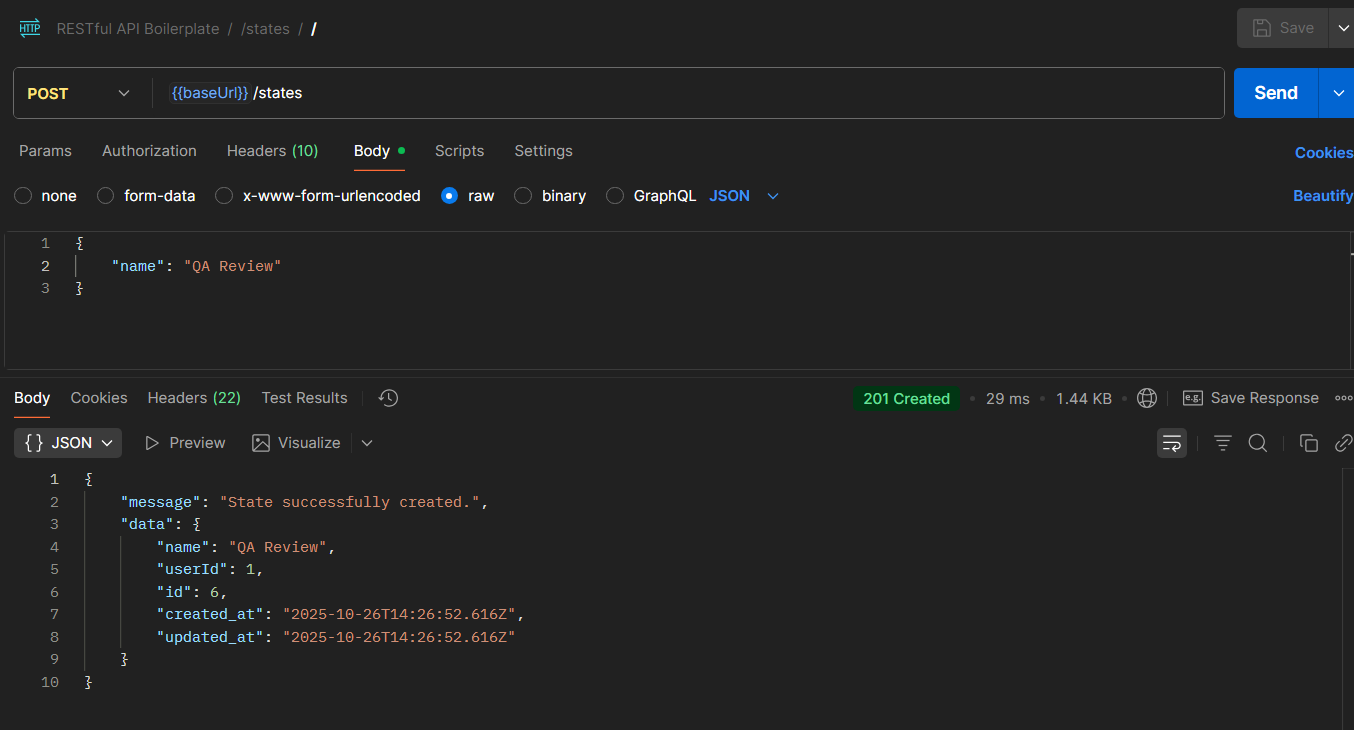 HTTP RESTful API Boilerplate / /states / / Save
POST {{baseUrl}} /states Send
Params Authorization Headers (10) Body Scripts Settings Cookies
none form-data x-www-form-urlencoded raw binary GraphQL JSON Beautify
1 {
2 "name": "QA Review"
3 }
Body Cookies Headers (22) Test Results 201 Created 29 ms 1.44 KB e.g. Save Response
{} JSON Preview Visualize
1 {
2 "message": "State successfully created.",
3 "data": {
4 "name": "QA Review",
5 "userId": 1,
6 "id": 6,
7 "created_at": "2025-10-26T14:26:52.616Z",
8 "updated_at": "2025-10-26T14:26:52.616Z"
9 }
10 }